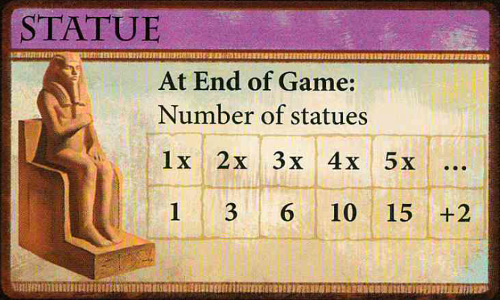 STATUE
At End of Game:
Number of statues
1x 2x 3x 4x 5x ...
1 3 6 10 15 +2